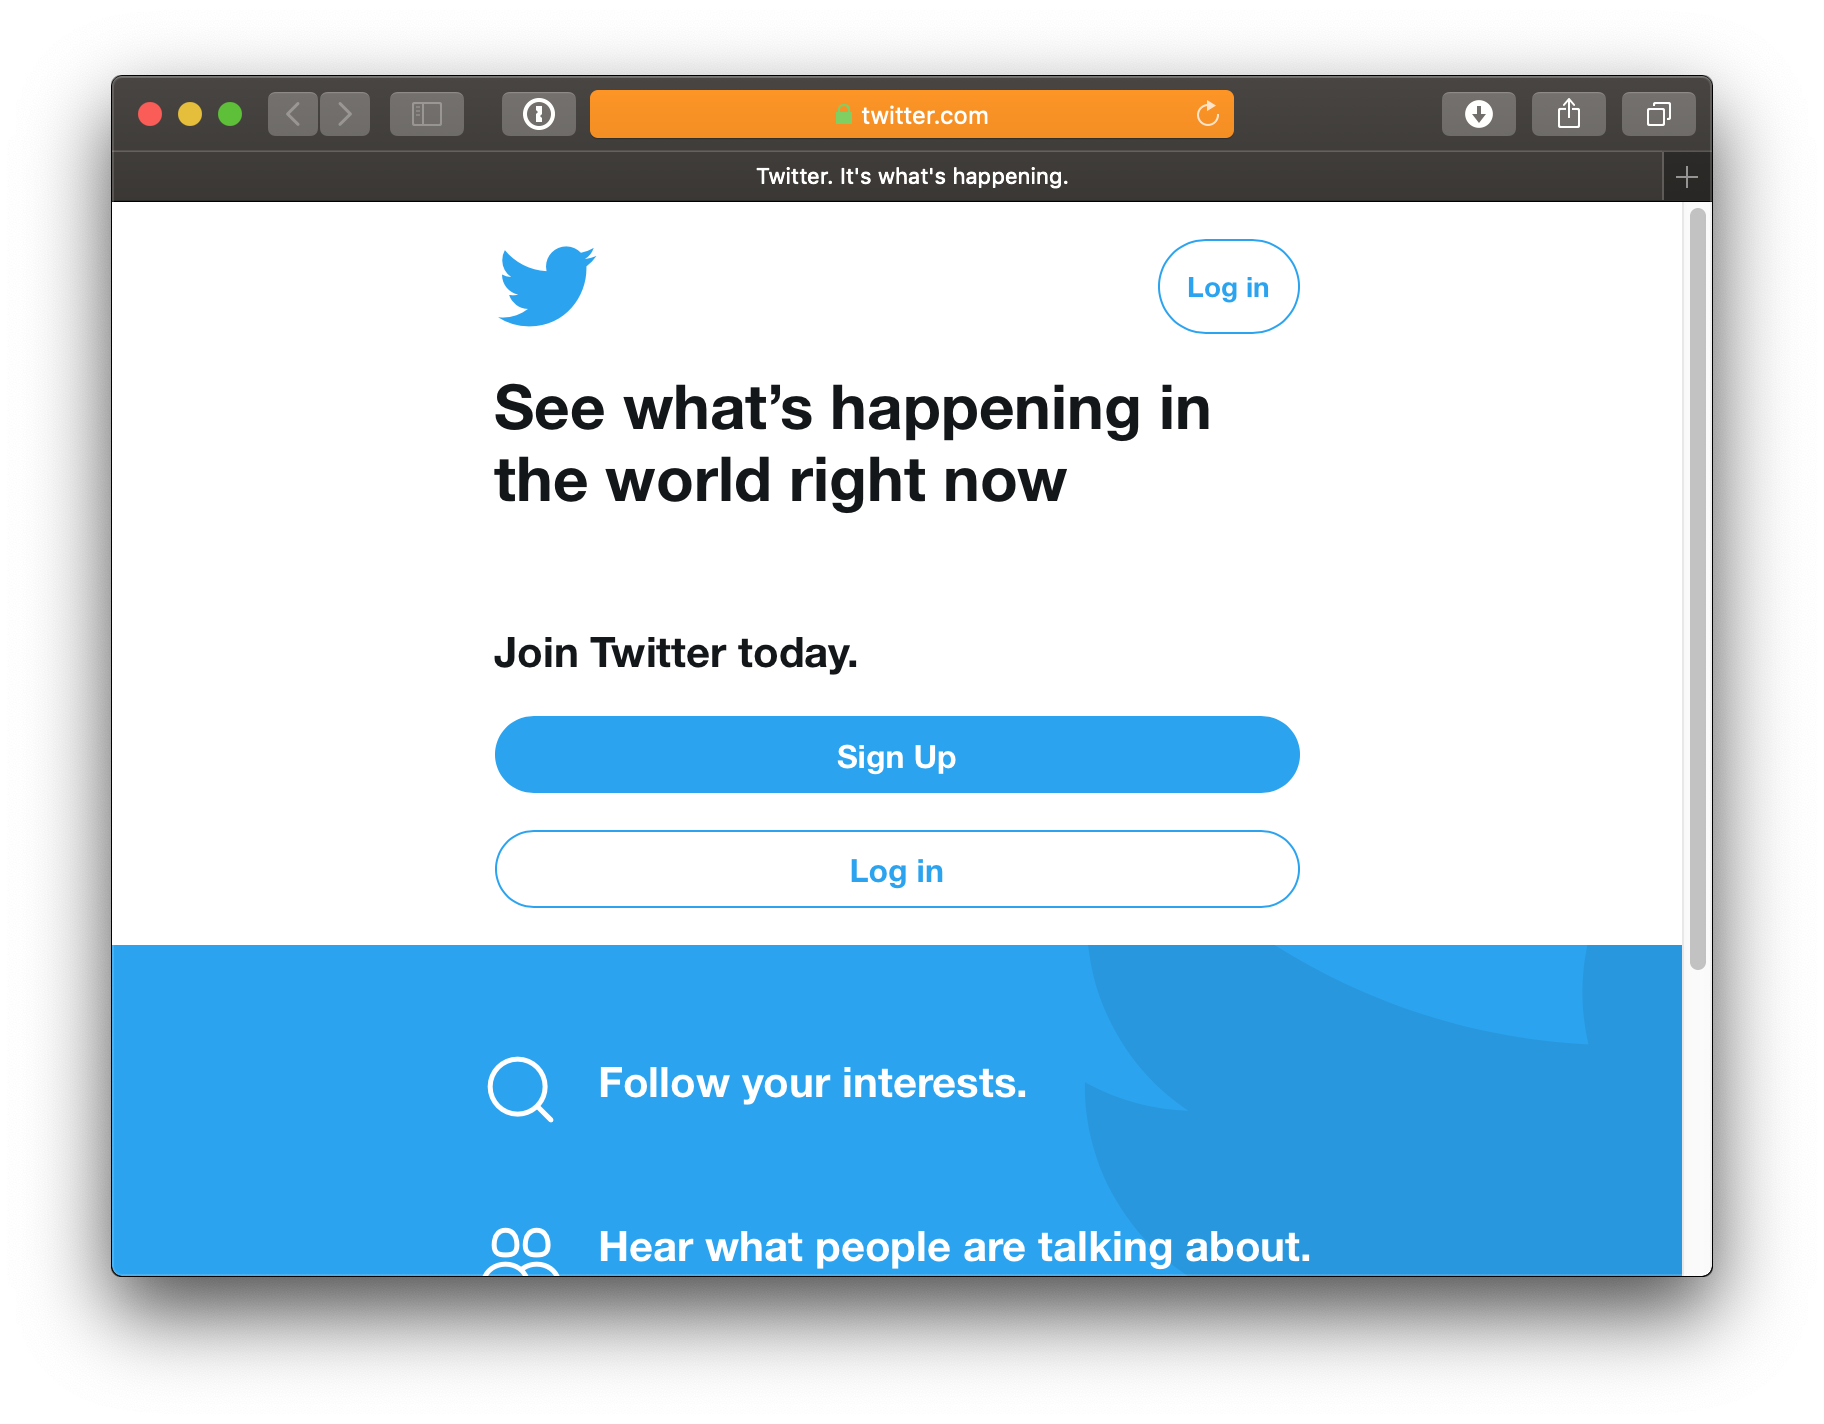 twitter.com
Twitter. It's what's happening.
Log in
See what’s happening in
the world right now
Join Twitter today.
Sign Up
Log in
Follow your interests.
Hear what people are talking about.